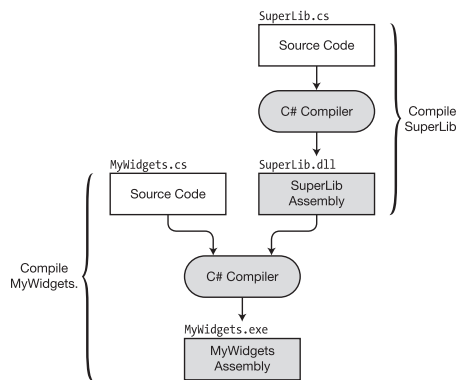 SuperLib.cs
Source Code
C# Compiler
Compile
SuperLib
SuperLib.dll
SuperLib
Assembly
MyWidgets.cs
Source Code
Compile
MyWidgets.
C# Compiler
MyWidgets.exe
MyWidgets
Assembly